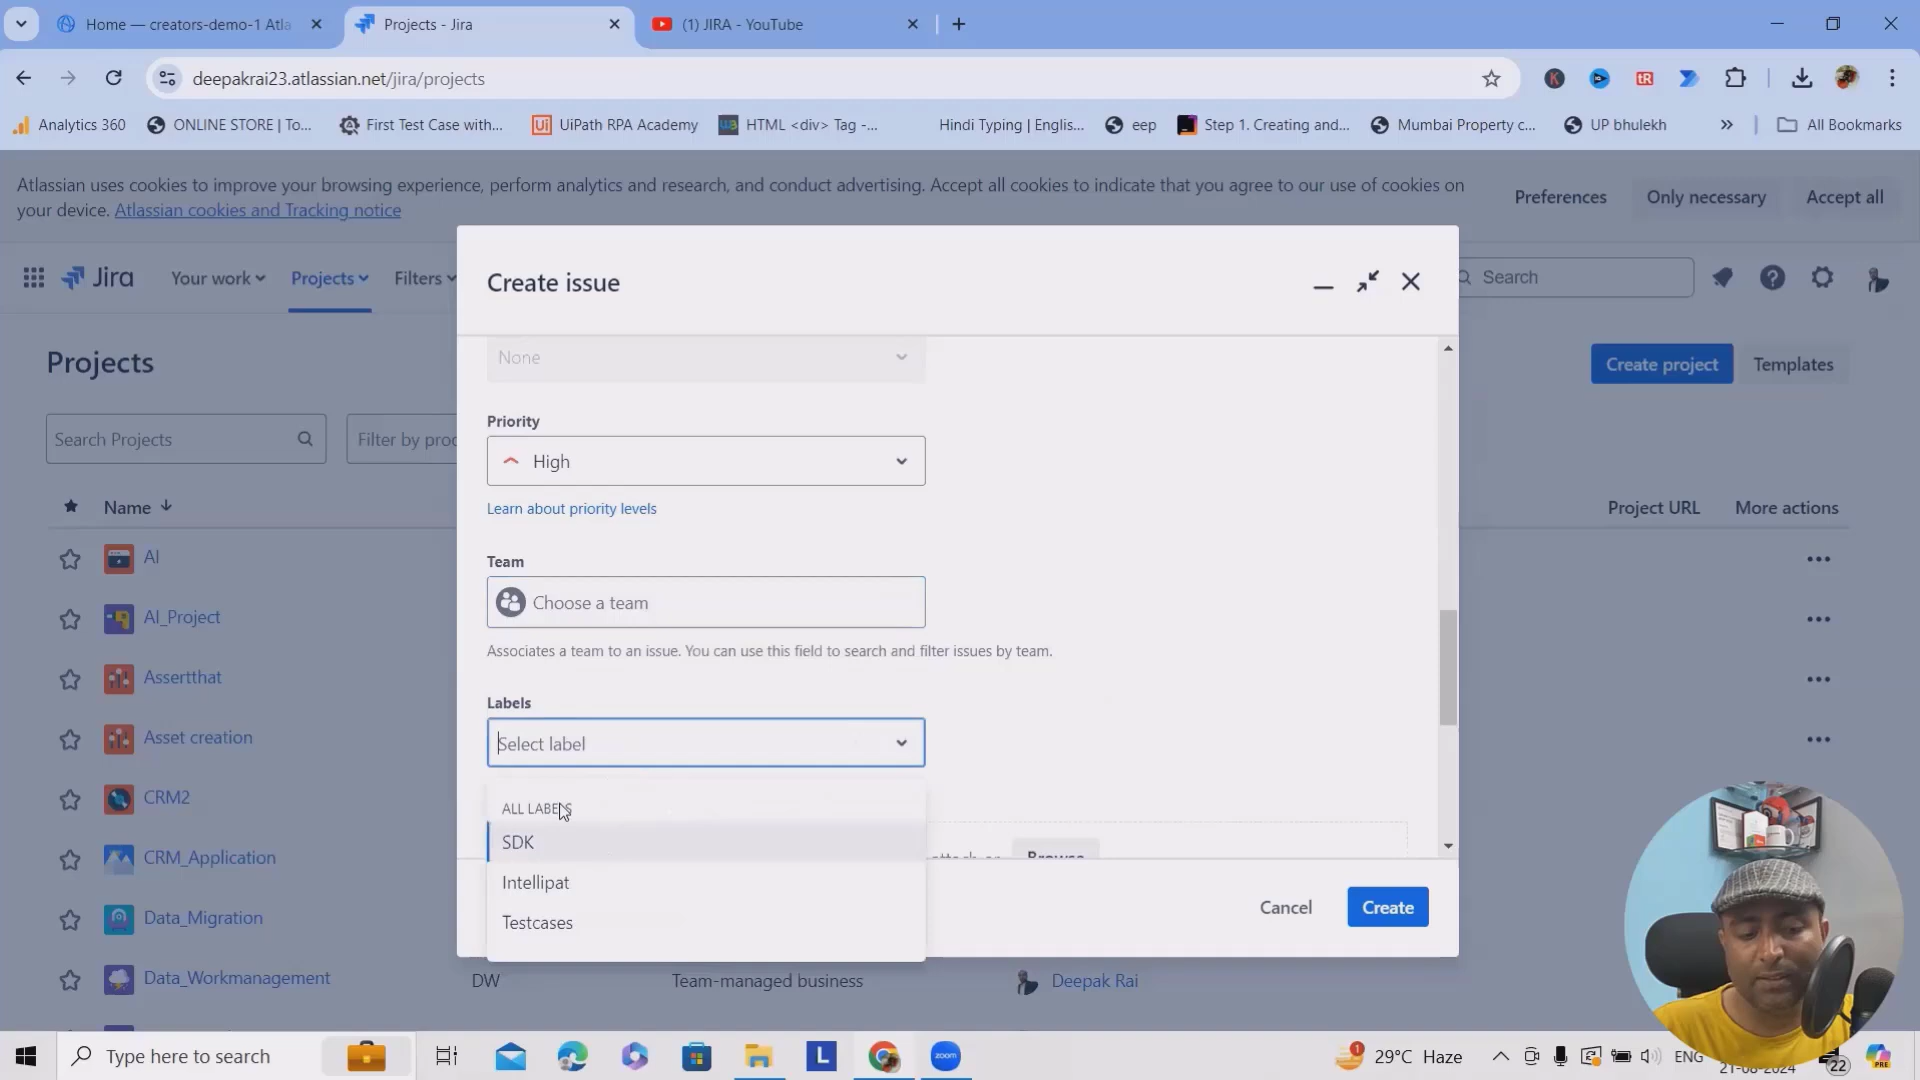 Home — creators-demo-1 Atla
Projects - Jira
(1) JIRA - YouTube
deepakrai23.atlassian.net/jira/projects
Analytics 360
ONLINE STORE | To...
First Test Case with...
UiPath RPA Academy
HTML <div> Tag -...
Hindi Typing | Englis...
eep
Step 1. Creating and...
Mumbai Property c...
UP bhulekh
All Bookmarks
Atlassian uses cookies to improve your browsing experience, perform analytics and research, and conduct advertising. Accept all cookies to indicate that you agree to our use of cookies on
your device. Atlassian cookies and Tracking notice
Preferences
Only necessary
Accept all
Jira
Your work
Projects
Filters
Search
Projects
Create project
Templates
Search Projects
Filter by proc
Name
Project URL
More actions
AI
AI_Project
Assertthat
Asset creation
CRM2
CRM_Application
Data_Migration
Data_Workmanagement
DW
Team-managed business
Deepak Rai
Create issue
None
Priority
High
Learn about priority levels
Team
Choose a team
Associates a team to an issue. You can use this field to search and filter issues by team.
Labels
Select label
ALL LABELS
SDK
Intellipat
Testcases
attach or
Browse
Cancel
Create
Type here to search
L
zoom
1
29°C Haze
ENG
21-08-2024
22
PRE